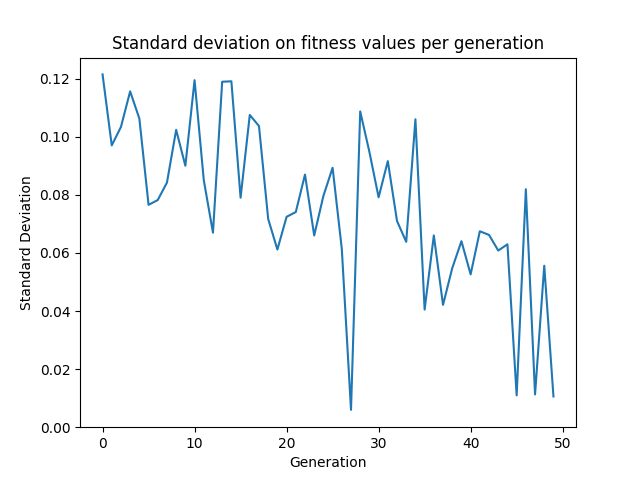 Standard deviation on fitness values per generation
0.12
0.10
0.08
0.06
0.04
0.02
0.00
Standard Deviation
0 10 20 30 40 50
Generation